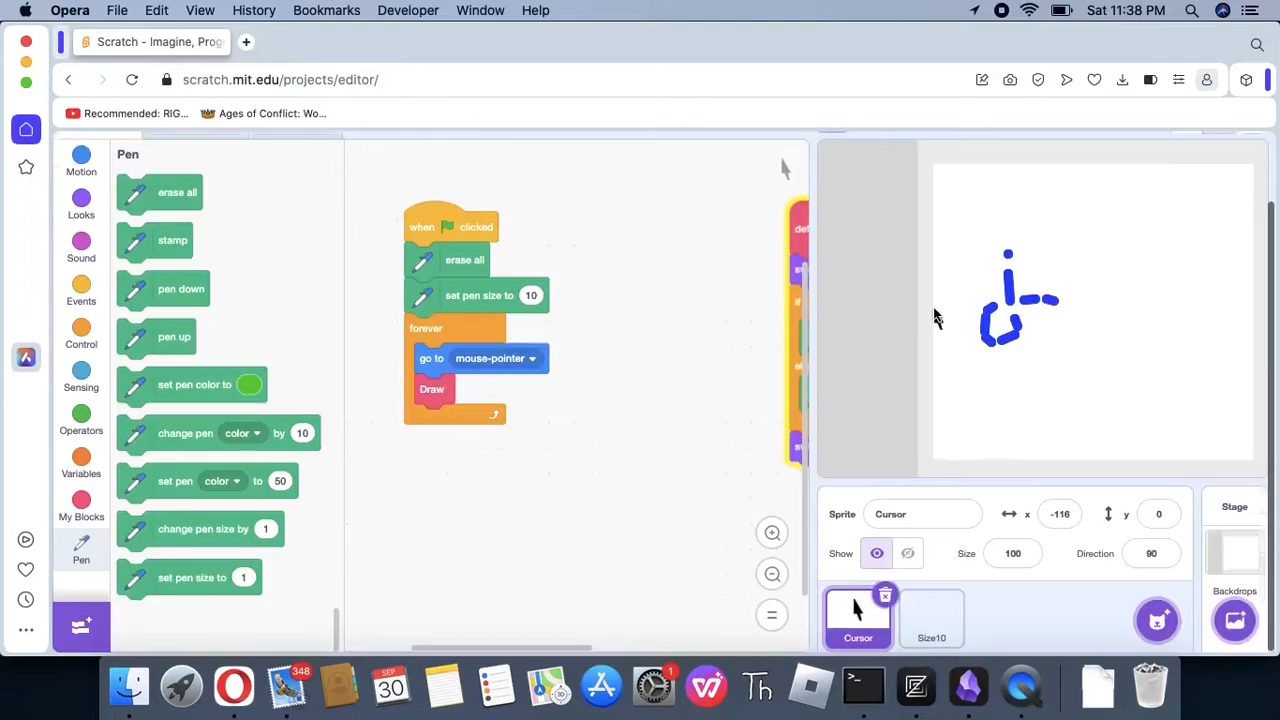 Opera File Edit View History Bookmarks Developer Window Help Sat 11:38 PM
Scratch - Imagine, Prog
scratch.mit.edu/projects/editor/
Recommended: RIG... Ages of Conflict: Wo...
Motion
Looks
Sound
Events
Control
Sensing
Operators
Variables
My Blocks
Pen
Pen
erase all
stamp
pen down
pen up
set pen color to
change pen color by 10
set pen color to 50
change pen size by 1
set pen size to 1
when clicked
erase all
set pen size to 10
forever
go to mouse-pointer
Draw
Sprite Cursor x -116 y 0
Show Size 100 Direction 90
Cursor
Size10
Stage
Backdrops
348
SEP
30
1
Th